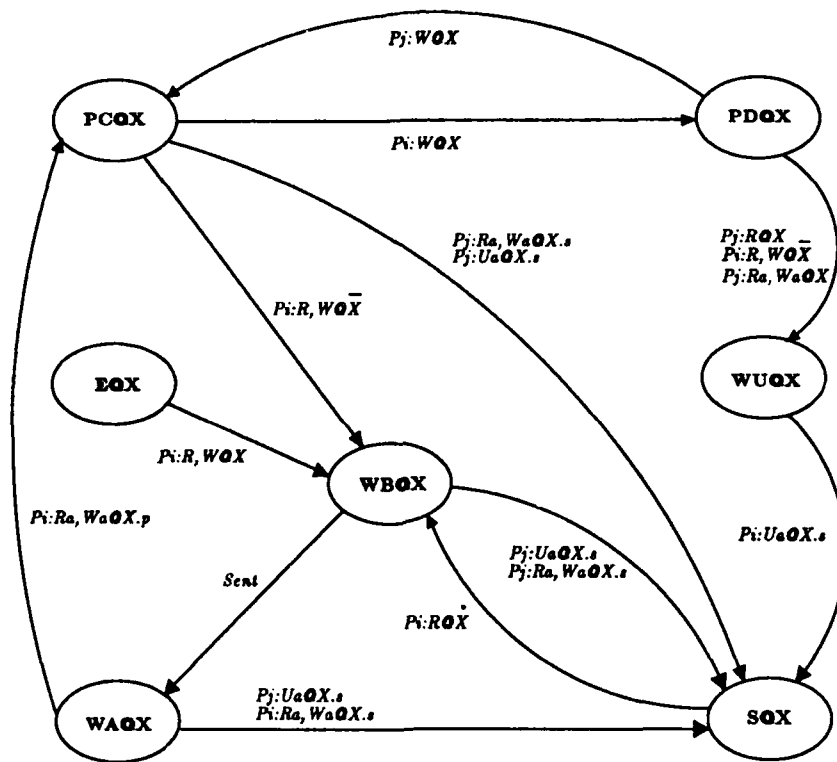 Pj:W@X
PC@X
PD@X
Pi:W@X
Pj:Ra,Wa@X.s
Pj:Ua@X.s
Pj:R@X
Pi:R,W@X̅
Pj:Ra,Wa@X
Pi:R,W@X̅
E@X
WU@X
Pi:R,W@X
WB@X
Pi:Ra,Wa@X.p
Pi:Ua@X.s
Sent
Pj:Ua@X.s
Pj:Ra,Wa@X.s
Pi:R@Ẋ
WA@X
Pj:Ua@X.s
Pi:Ra,Wa@X.s
S@X